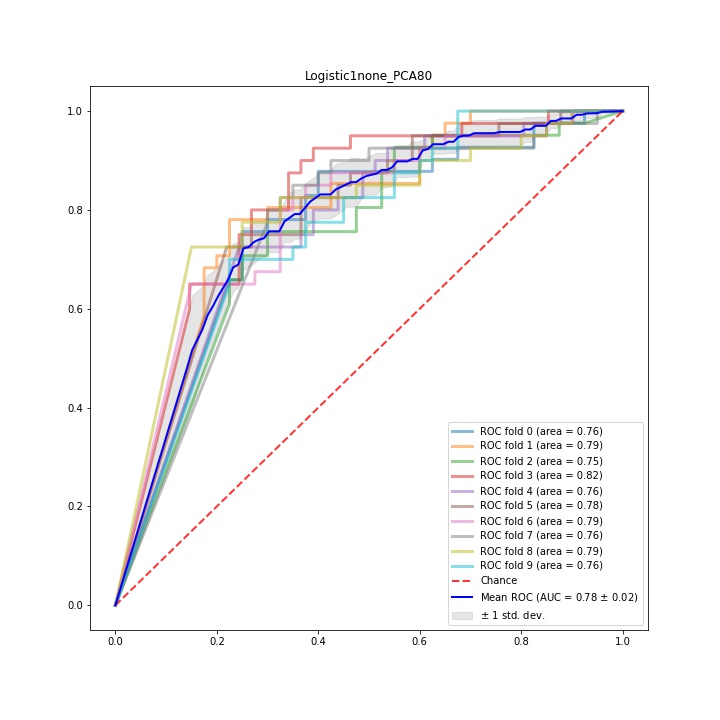 Logistic1none_PCA80
1.0
0.8
0.6
0.4
0.2
0.0
0.0 0.2 0.4 0.6 0.8 1.0
ROC fold 0 (area = 0.76)
ROC fold 1 (area = 0.79)
ROC fold 2 (area = 0.75)
ROC fold 3 (area = 0.82)
ROC fold 4 (area = 0.76)
ROC fold 5 (area = 0.78)
ROC fold 6 (area = 0.79)
ROC fold 7 (area = 0.76)
ROC fold 8 (area = 0.79)
ROC fold 9 (area = 0.76)
Chance
Mean ROC (AUC = 0.78 ± 0.02)
± 1 std. dev.